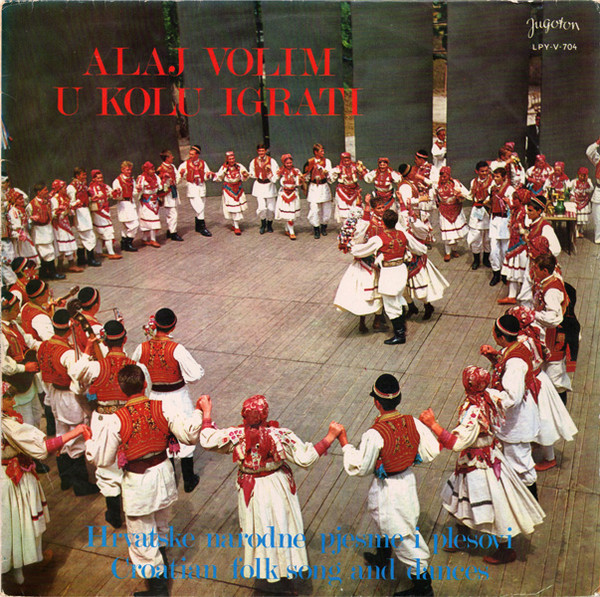 Jugoton
LPY-V-704
ALAJ VOLIM
U KOLU IGRATI
Hrvatske narodne pjesme i plesovi
Croatian folk song and dances